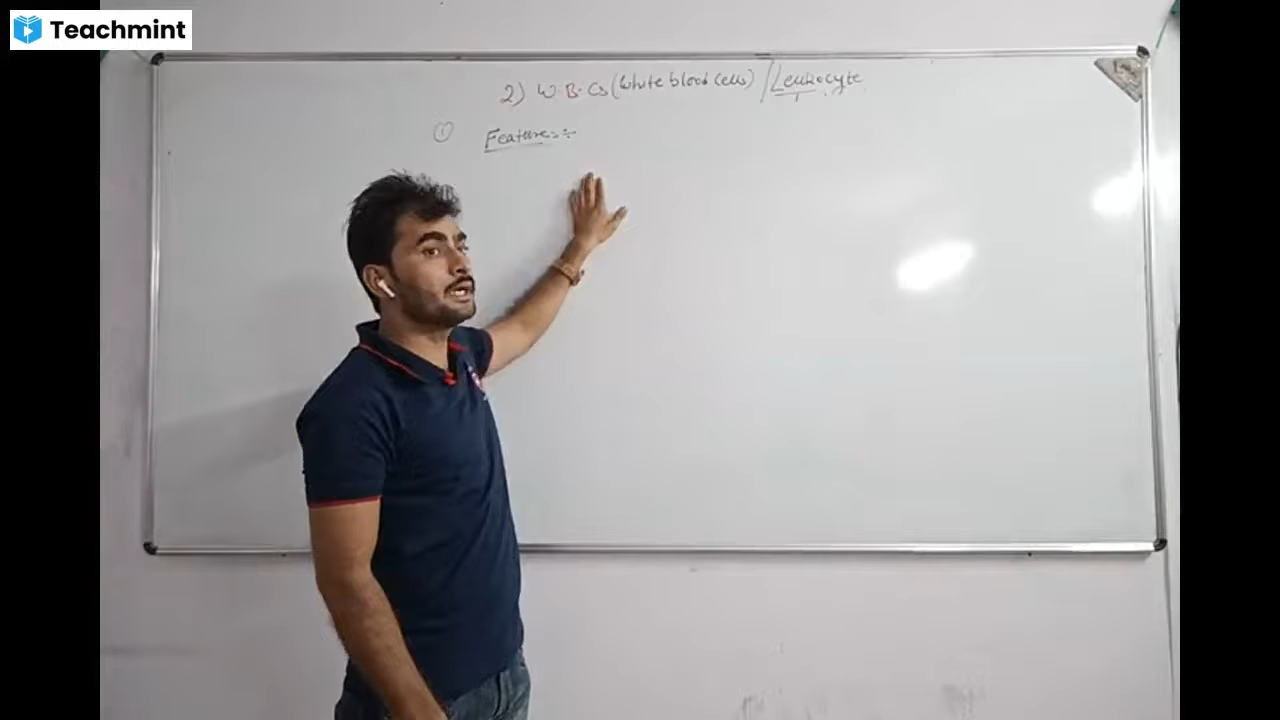 Teachmint
2) W.B.Cs (White blood cells) / Leukocyte
① Features:÷